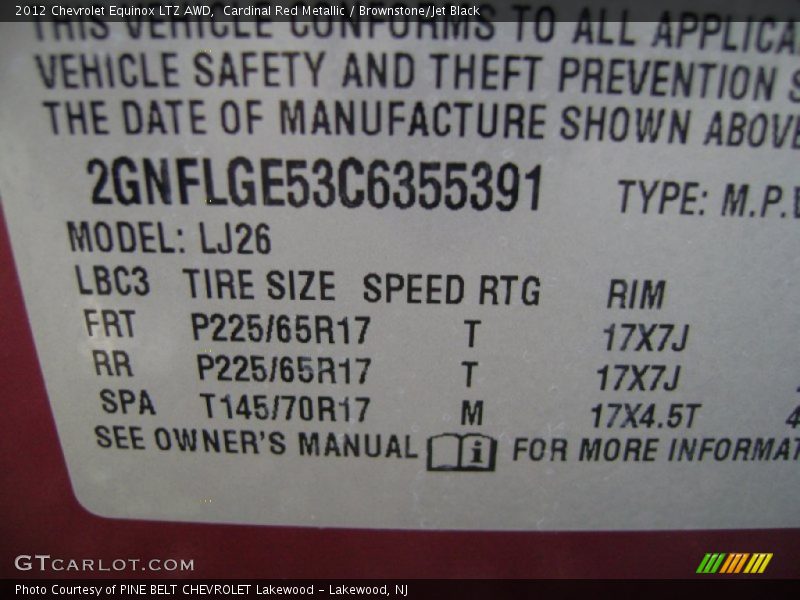 2012 Chevrolet Equinox LTZ AWD, Cardinal Red Metallic / Brownstone/Jet Black
THIS VEHICLE CONFORMS TO ALL
VEHICLE SAFETY AND THEFT PREVENTION
THE DATE OF MANUFACTURE SHOWN ABOVE
2GNFLGE53C6355391 TYPE: M.P.
MODEL: LJ26
LBC3 TIRE SIZE SPEED RTG RIM
FRT P225/65R17 T 17X7J
RR P225/65R17 T 17X7J
SPA T145/70R17 M 17X4.5T 4
SEE OWNER'S MANUAL i FOR MORE
GTCARLOT.COM
Photo Courtesy of PINE BELT CHEVROLET Lakewood - Lakewood, NJ